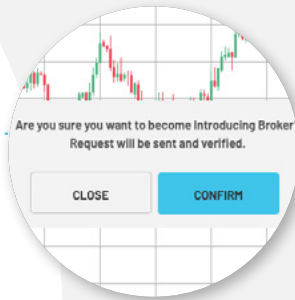 Are you sure you want to become Introducing Broker?
Request will be sent and verified.
CLOSE
CONFIRM